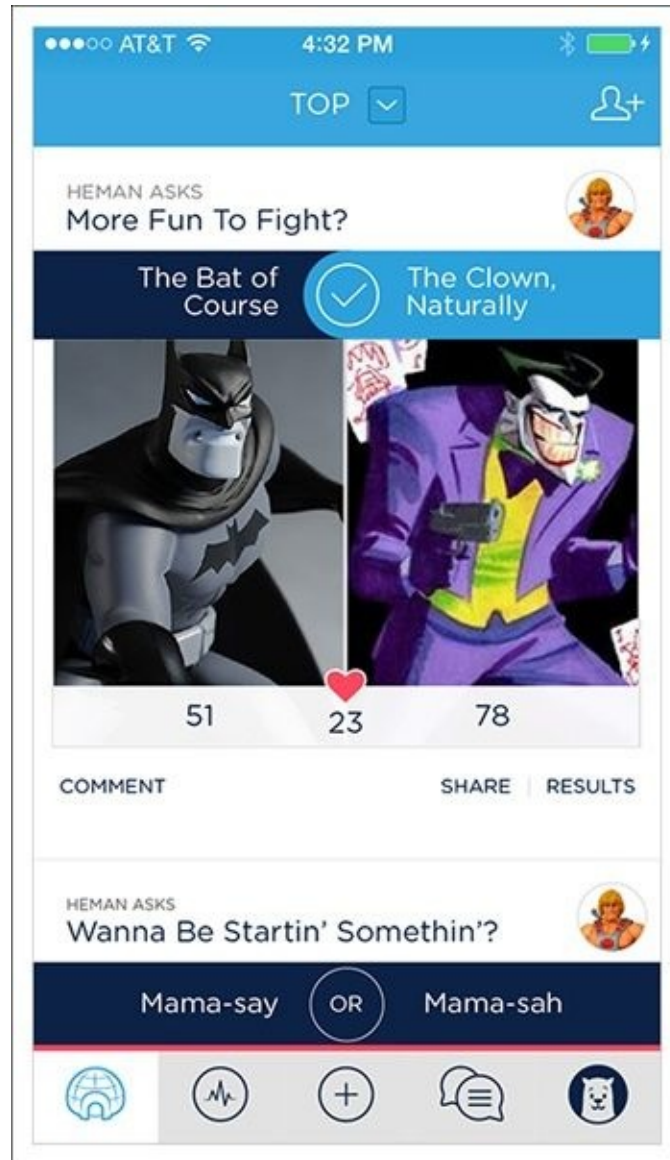 AT&T 4:32 PM
TOP
HEMAN ASKS
More Fun To Fight?
The Bat of
Course
The Clown,
Naturally
51 23 78
COMMENT SHARE RESULTS
HEMAN ASKS
Wanna Be Startin’ Somethin’?
Mama-say OR Mama-sah